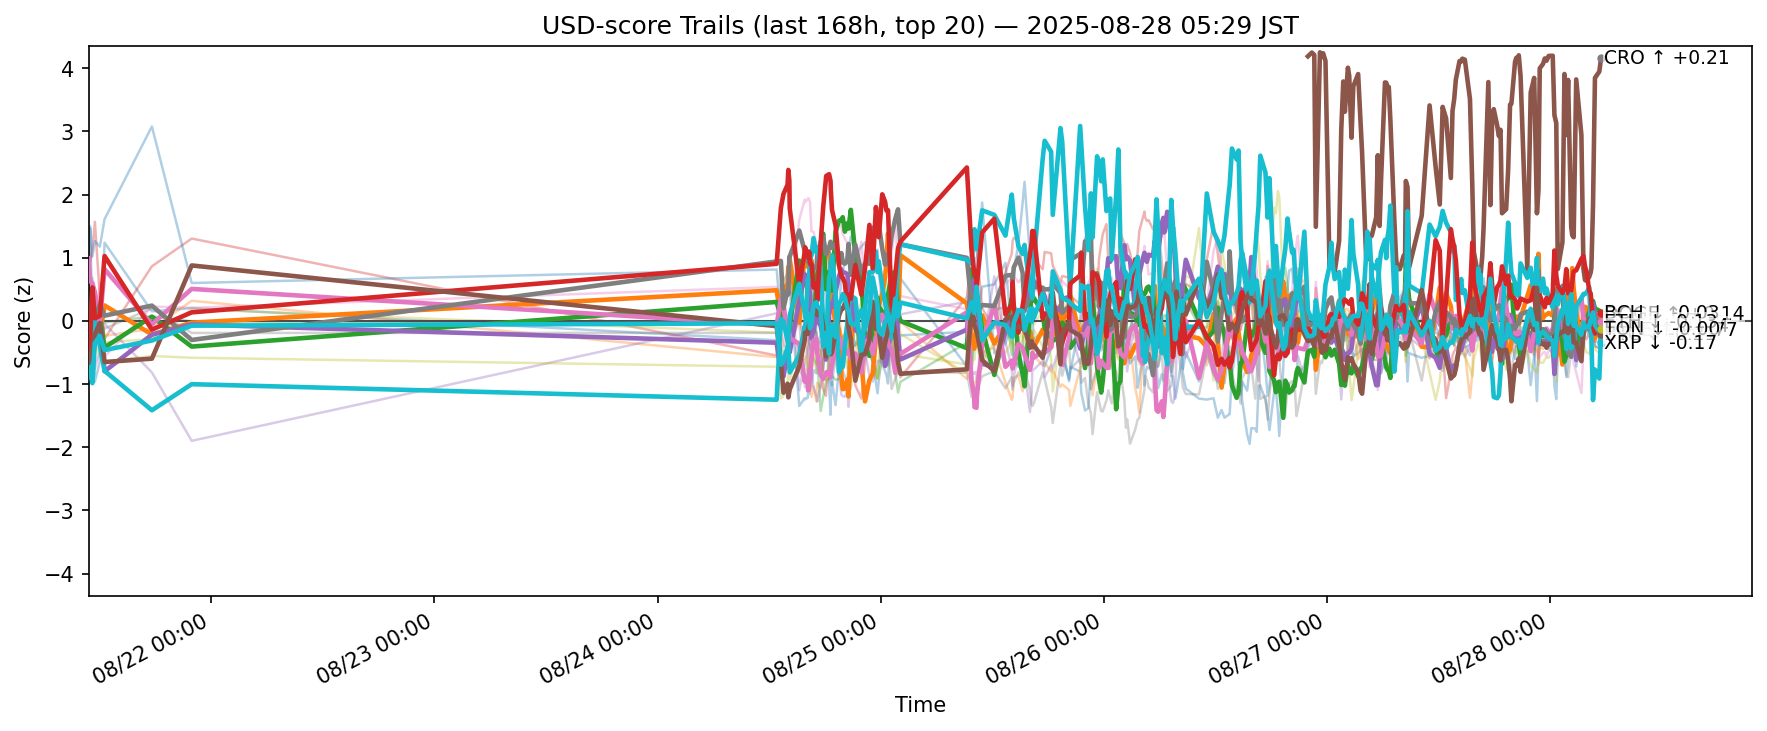 USD-score Trails (last 168h, top 20) — 2025-08-28 05:29 JST
4
3
2
1
0
−1
−2
−3
−4
Score (z)
CRO ↑ +0.21
TON ↓
XRP ↓ -0.17
08/22 00:00
08/23 00:00
08/24 00:00
08/25 00:00
08/26 00:00
08/27 00:00
08/28 00:00
Time